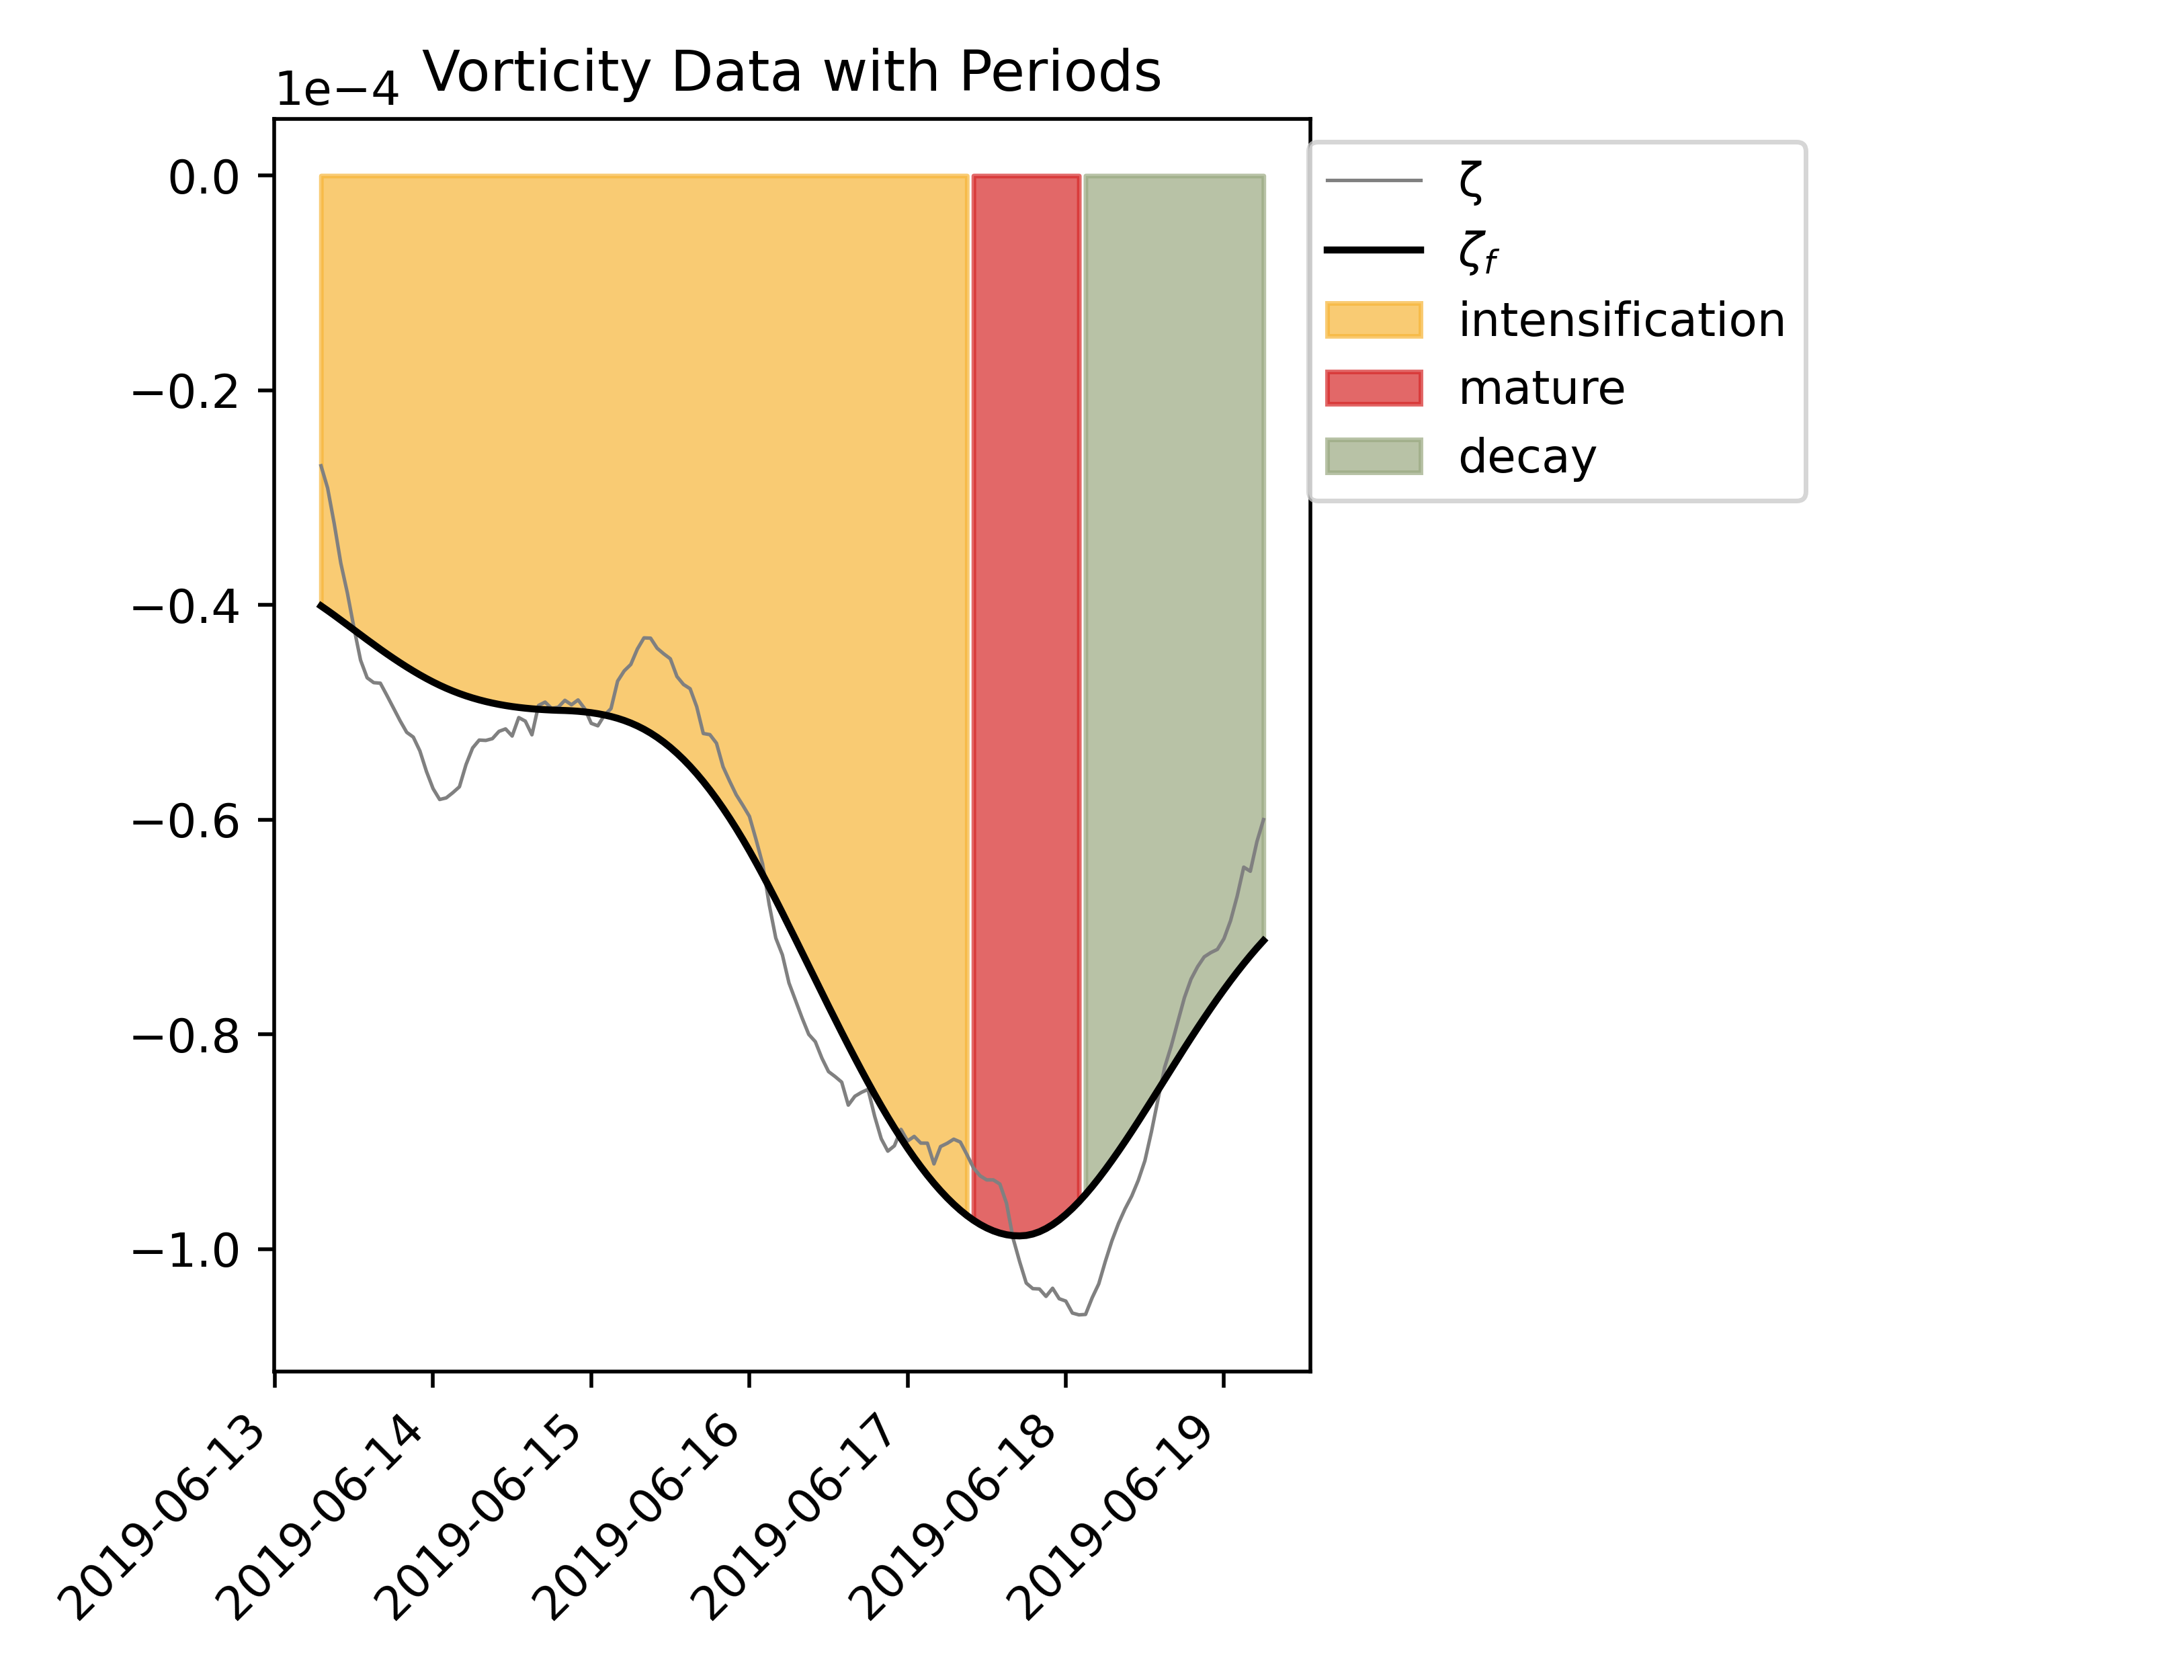 Vorticity Data with Periods
1e−4
0.0
−0.2
−0.4
−0.6
−0.8
−1.0
2019-06-13
2019-06-14
2019-06-15
2019-06-16
2019-06-17
2019-06-18
2019-06-19
ζ
ζf
intensification
mature
decay